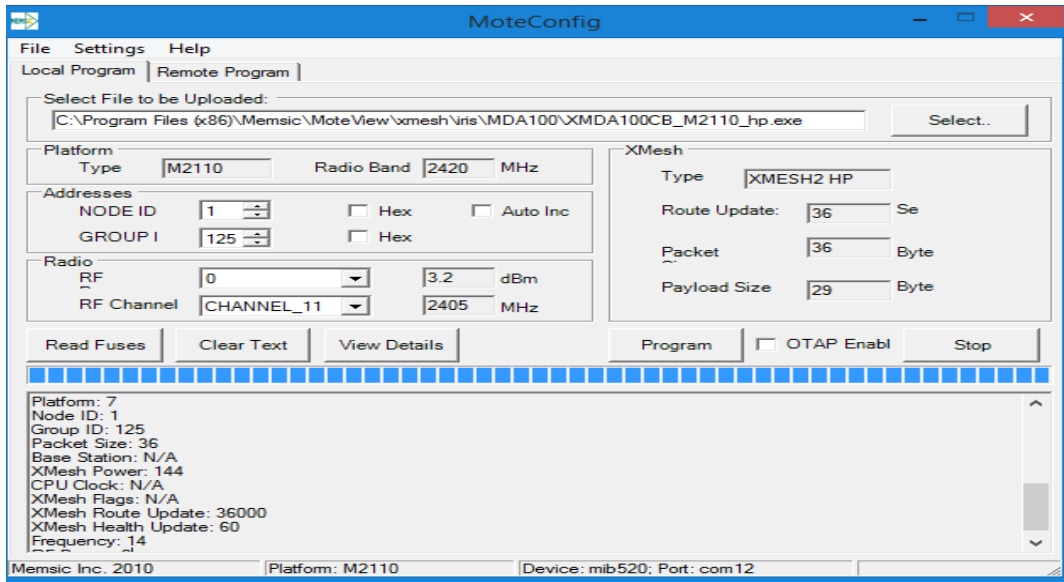 MoteConfig
File Settings Help
Local Program Remote Program
Select File to be Uploaded:
C:\Program Files (x86)\Memsic\MoteView\xmesh\iris\MDA100\XMDA100CB_M2110_hp.exe Select..
Platform
Type M2110 Radio Band 2420 MHz
Addresses
NODE ID 1 Hex Auto Inc
GROUP I 125 Hex
Radio
RF 0 3.2 dBm
RF Channel CHANNEL_11 2405 MHz
XMesh
Type XMESH2 HP
Route Update: 36 Se
Packet 36 Byte
Payload Size 29 Byte
Read Fuses Clear Text View Details Program OTAP Enabl Stop
Platform: 7
Node ID: 1
Group ID: 125
Packet Size: 36
Base Station: N/A
XMesh Power: 144
CPU Clock: N/A
XMesh Flags: N/A
XMesh Route Update: 36000
XMesh Health Update: 60
Frequency: 14
Memsic Inc. 2010 Platform: M2110 Device: mib520; Port: com12